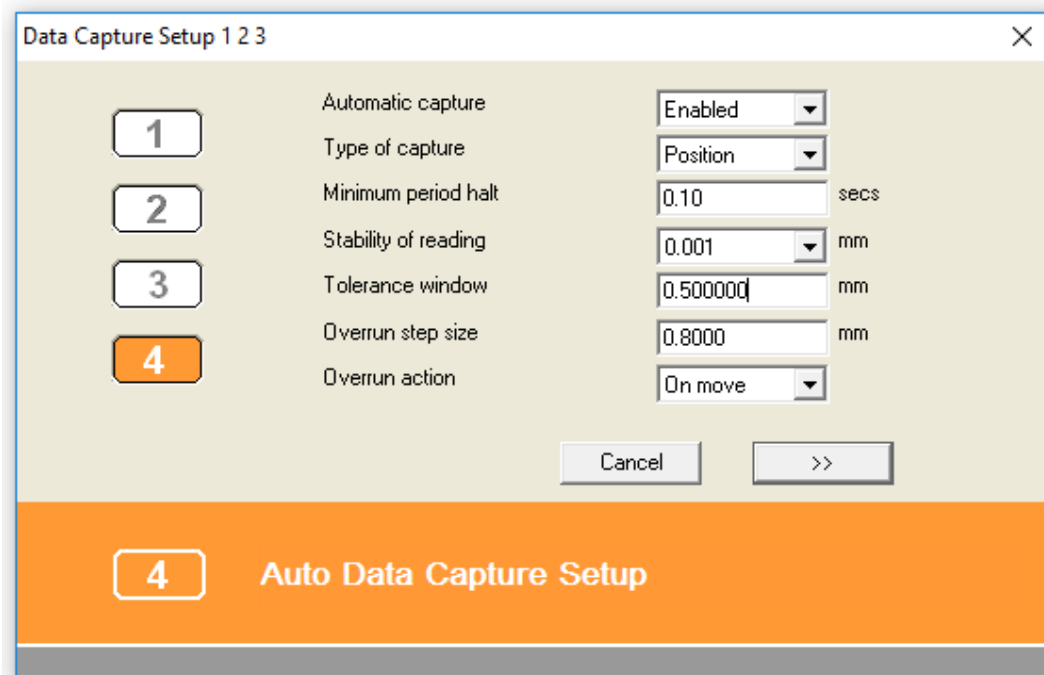 Data Capture Setup 1 2 3
1
Automatic capture Enabled
Type of capture Position
2
Minimum period halt 0.10 secs
Stability of reading 0.001 mm
3
Tolerance window 0.500000 mm
4
Overrun step size 0.8000 mm
Overrun action On move
Cancel >>
4 Auto Data Capture Setup